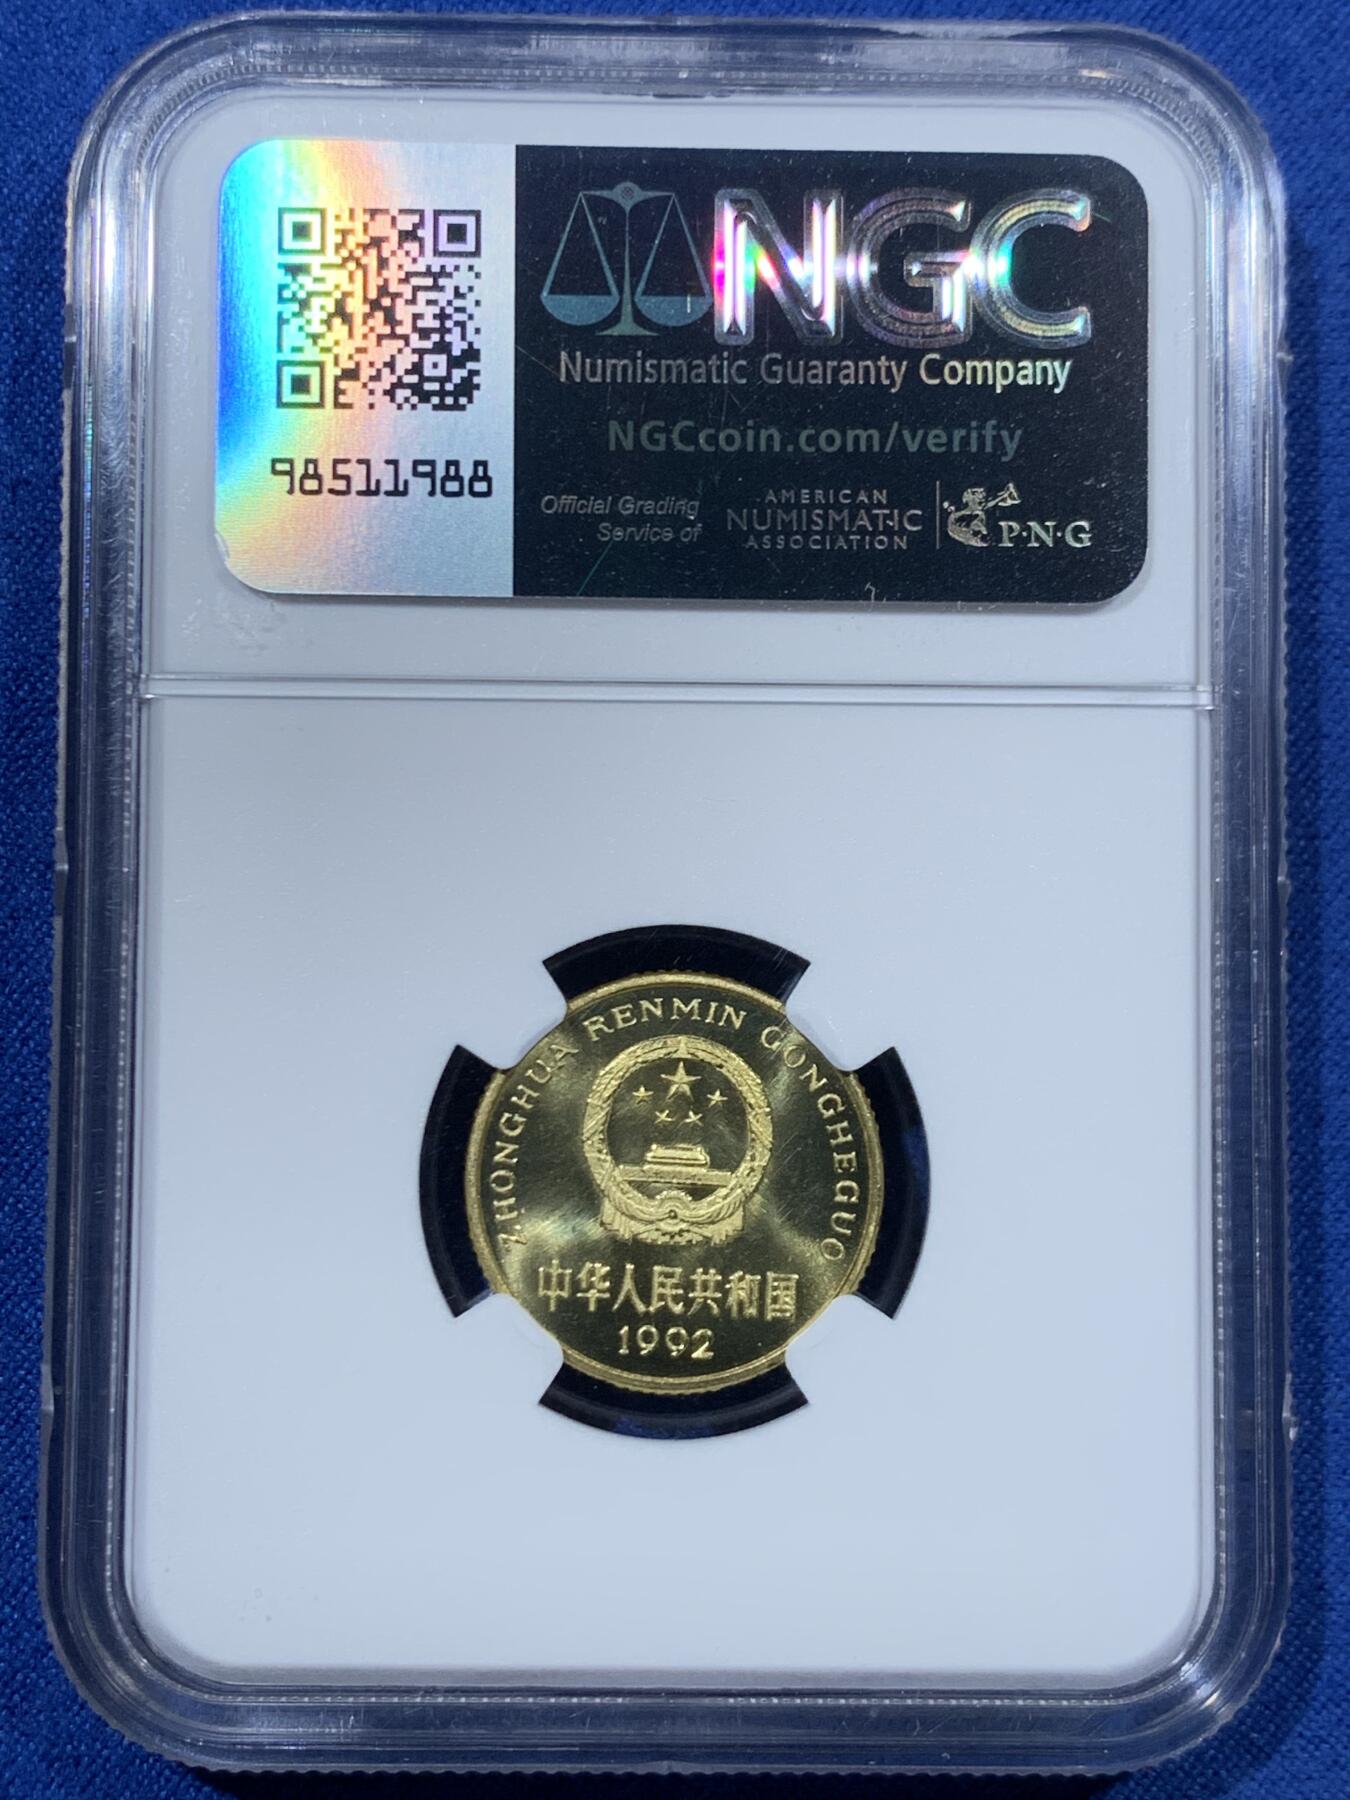 NGC
Numismatic Guaranty Company
NGCcoin.com/verify
98511988
Official Grading
Service of
AMERICAN
NUMISMATIC
ASSOCIATION
P·N·G
ZHONGHUA RENMIN GONGHEGUO
中华人民共和国
1992